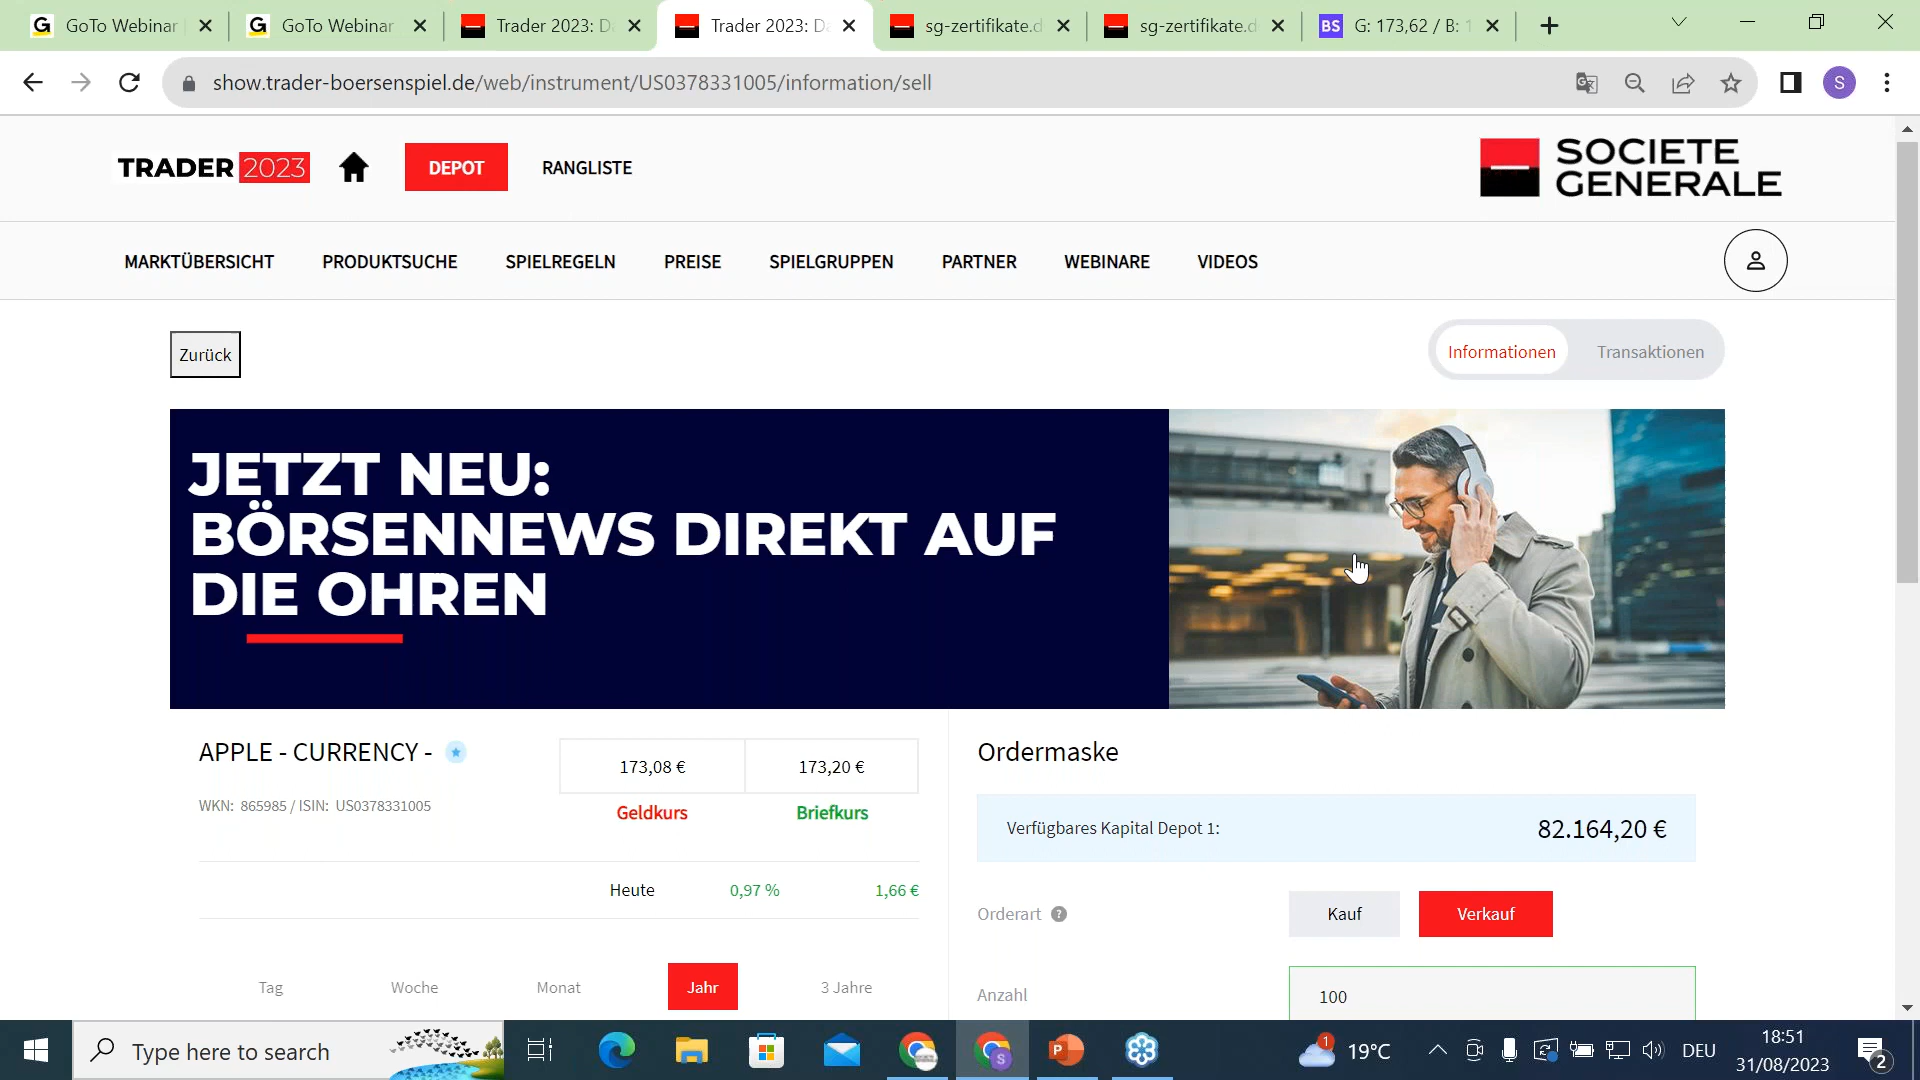 GoTo Webinar
GoTo Webinar
Trader 2023: D
Trader 2023: Da
sg-zertifikate.d
sg-zertifikate.d
BS G: 173,62 / B: 1
show.trader-boersenspiel.de/web/instrument/US0378331005/information/sell
S
TRADER 2023
DEPOT
RANGLISTE
SOCIETE
GENERALE
MARKTÜBERSICHT
PRODUKTSUCHE
SPIELREGELN
PREISE
SPIELGRUPPEN
PARTNER
WEBINARE
VIDEOS
Zurück
Informationen
Transaktionen
JETZT NEU:
BÖRSENNEWS DIREKT AUF
DIE OHREN
APPLE - CURRENCY -
173,08 €
173,20 €
Geldkurs
Briefkurs
WKN: 865985 / ISIN: US0378331005
Heute
0,97 %
1,66 €
Tag
Woche
Monat
Jahr
3 Jahre
Ordermaske
Verfügbares Kapital Depot 1:
82.164,20 €
Orderart ?
Kauf
Verkauf
Anzahl
100
Type here to search
1
19°C
DEU
18:51
31/08/2023
2